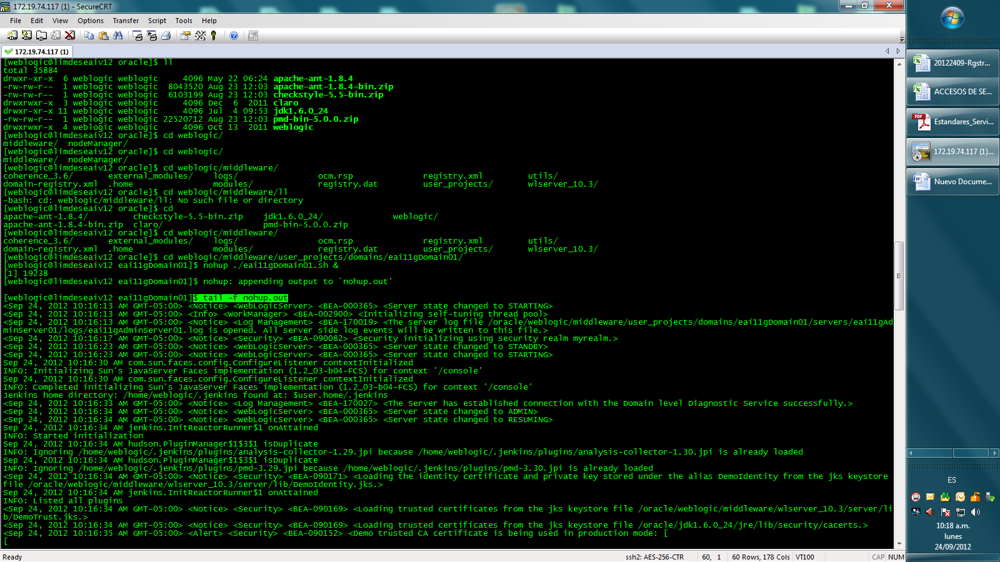 172.19.74.117 (1) - SecureCRT
File Edit View Options Transfer Script Tools Help
172.19.74.117 (1)
[weblogic@limdeseaiv12 oracle]$ ll
total 35884
drwxr-xr-x  6 weblogic weblogic     4096 May 22 06:24 apache-ant-1.8.4
-rw-rw-r--  1 weblogic weblogic  8043520 Aug 23 12:03 apache-ant-1.8.4-bin.zip
-rw-rw-r--  1 weblogic weblogic  6103199 Aug 23 12:03 checkstyle-5.5-bin.zip
drwxrwxr-x  3 weblogic weblogic     4096 Dec  6  2011 claro
drwxr-xr-x 11 weblogic weblogic     4096 Jul  4 09:53 jdk1.6.0_24
-rw-rw-r--  1 weblogic weblogic 22520712 Aug 23 12:03 pmd-bin-5.0.0.zip
drwxrwxr-x  4 weblogic weblogic     4096 Oct 13  2011 weblogic
[weblogic@limdeseaiv12 oracle]$ cd weblogic/
middleware/  nodeManager/
[weblogic@limdeseaiv12 oracle]$ cd weblogic/
middleware/  nodeManager/
[weblogic@limdeseaiv12 oracle]$ cd weblogic/middleware/
coherence_3.6/       external_modules/    logs/                ocm.rsp              registry.xml         utils/
domain-registry.xml  .home                modules/             registry.dat         user_projects/       wlserver_10.3/
[weblogic@limdeseaiv12 oracle]$ cd weblogic/middleware/ll
-bash: cd: weblogic/middleware/ll: No such file or directory
[weblogic@limdeseaiv12 oracle]$ cd
apache-ant-1.8.4/         checkstyle-5.5-bin.zip    jdk1.6.0_24/              weblogic/
apache-ant-1.8.4-bin.zip  claro/                    pmd-bin-5.0.0.zip
[weblogic@limdeseaiv12 oracle]$ cd weblogic/middleware/
coherence_3.6/       external_modules/    logs/                ocm.rsp              registry.xml         utils/
domain-registry.xml  .home                modules/             registry.dat         user_projects/       wlserver_10.3/
[weblogic@limdeseaiv12 oracle]$ cd weblogic/middleware/user_projects/domains/eai11gDomain01/
[weblogic@limdeseaiv12 eai11gDomain01]$ nohup ./eai11gDomain01.sh &
[1] 19238
[weblogic@limdeseaiv12 eai11gDomain01]$ nohup: appending output to `nohup.out'
[weblogic@limdeseaiv12 eai11gDomain01]$ tail -f nohup.out
<Sep 24, 2012 10:16:13 AM GMT-05:00> <Notice> <WebLogicServer> <BEA-000365> <Server state changed to STARTING>
<Sep 24, 2012 10:16:13 AM GMT-05:00> <Info> <WorkManager> <BEA-002900> <Initializing self-tuning thread pool>
<Sep 24, 2012 10:16:13 AM GMT-05:00> <Notice> <Log Management> <BEA-170019> <The server log file /oracle/weblogic/middleware/user_projects/domains/eai11gDomain01/servers/eai11gAd
minServer01/logs/eai11gAdminServer01.log is opened. All server side log events will be written to this file.>
<Sep 24, 2012 10:16:17 AM GMT-05:00> <Notice> <Security> <BEA-090082> <Security initializing using security realm myrealm.>
<Sep 24, 2012 10:16:23 AM GMT-05:00> <Notice> <WebLogicServer> <BEA-000365> <Server state changed to STANDBY>
<Sep 24, 2012 10:16:23 AM GMT-05:00> <Notice> <WebLogicServer> <BEA-000365> <Server state changed to STARTING>
Sep 24, 2012 10:16:30 AM com.sun.faces.config.ConfigureListener contextInitialized
INFO: Initializing Sun's JavaServer Faces implementation (1.2_03-b04-FCS) for context '/console'
Sep 24, 2012 10:16:30 AM com.sun.faces.config.ConfigureListener contextInitialized
INFO: Completed initializing Sun's JavaServer Faces implementation (1.2_03-b04-FCS) for context '/console'
Jenkins home directory: /home/weblogic/.jenkins found at: $user.home/.jenkins
<Sep 24, 2012 10:16:33 AM GMT-05:00> <Notice> <Log Management> <BEA-170027> <The Server has established connection with the Domain level Diagnostic Service successfully.>
<Sep 24, 2012 10:16:34 AM GMT-05:00> <Notice> <WebLogicServer> <BEA-000365> <Server state changed to ADMIN>
<Sep 24, 2012 10:16:34 AM GMT-05:00> <Notice> <WebLogicServer> <BEA-000365> <Server state changed to RESUMING>
Sep 24, 2012 10:16:34 AM jenkins.InitReactorRunner$1 onAttained
INFO: Started initialization
Sep 24, 2012 10:16:34 AM hudson.PluginManager$1$3$1 isDuplicate
INFO: Ignoring /home/weblogic/.jenkins/plugins/analysis-collector-1.29.jpi because /home/weblogic/.jenkins/plugins/analysis-collector-1.30.jpi is already loaded
Sep 24, 2012 10:16:34 AM hudson.PluginManager$1$3$1 isDuplicate
INFO: Ignoring /home/weblogic/.jenkins/plugins/pmd-3.29.jpi because /home/weblogic/.jenkins/plugins/pmd-3.30.jpi is already loaded
<Sep 24, 2012 10:16:34 AM GMT-05:00> <Notice> <Security> <BEA-090171> <Loading the identity certificate and private key stored under the alias DemoIdentity from the jks keystore
file /oracle/weblogic/middleware/wlserver_10.3/server/lib/DemoIdentity.jks.>
Sep 24, 2012 10:16:34 AM jenkins.InitReactorRunner$1 onAttained
INFO: Listed all plugins
<Sep 24, 2012 10:16:34 AM GMT-05:00> <Notice> <Security> <BEA-090169> <Loading trusted certificates from the jks keystore file /oracle/weblogic/middleware/wlserver_10.3/server/li
b/DemoTrust.jks.>
<Sep 24, 2012 10:16:34 AM GMT-05:00> <Notice> <Security> <BEA-090169> <Loading trusted certificates from the jks keystore file /oracle/jdk1.6.0_24/jre/lib/security/cacerts.>
<Sep 24, 2012 10:16:35 AM GMT-05:00> <Alert> <Security> <BEA-090152> <Demo trusted CA certificate is being used in production mode: [
[
Ready ssh2: AES-256-CTR 60, 1 60 Rows, 178 Cols VT100 CAP NUM
20122409-Rgstr...
ACCESOS DE SE...
PDF
Estandares_Servi...
172.19.74.117 (1)...
Nuevo Docume...
ES
10:18 a.m.
lunes
24/09/2012